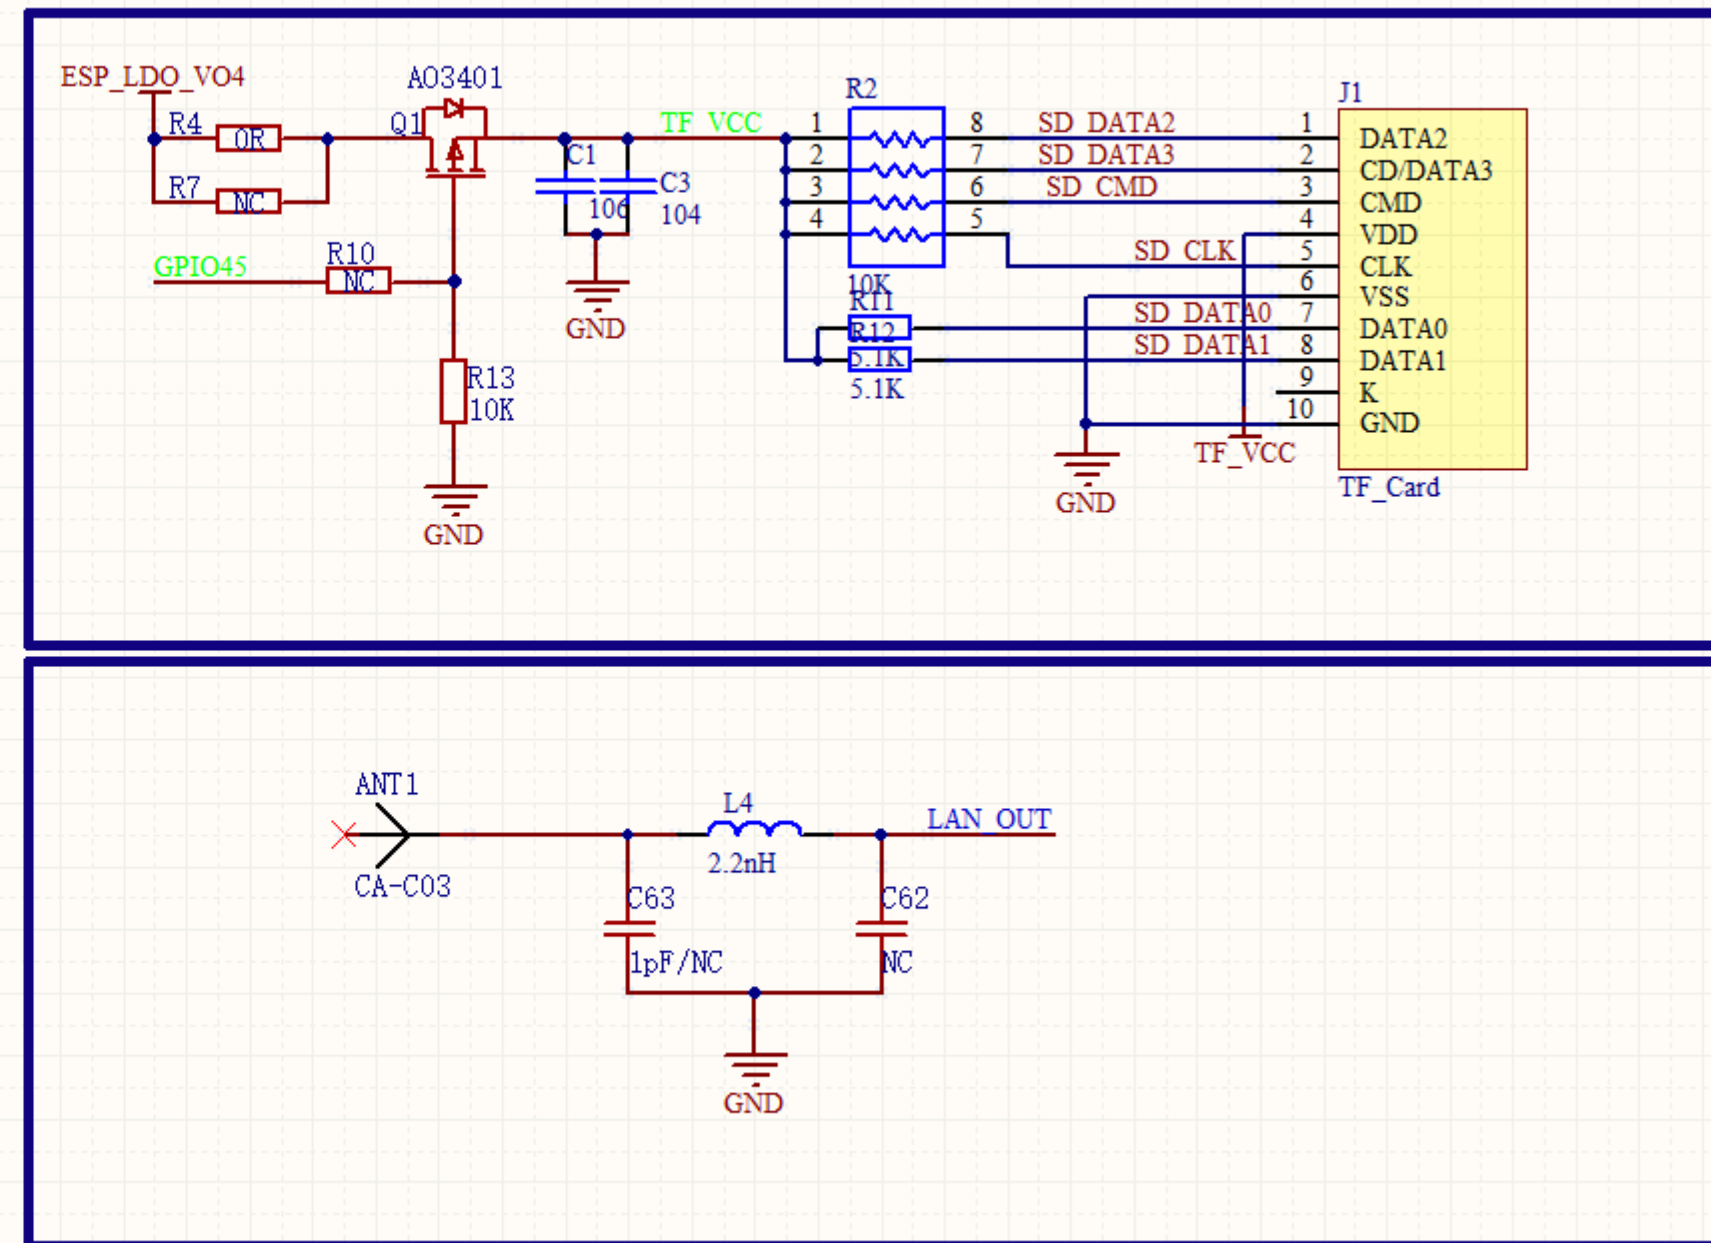 ESP_LDO_VO4
AO3401
R4
0R
Q1
R7
NC
C1
106
C3
104
TF_VCC
GPIO45
R10
NC
GND
R13
10K
GND
R2
1
2
3
4
8
7
6
5
10K
R11
R12
5.1K
5.1K
SD_DATA2
SD_DATA3
SD_CMD
SD_CLK
SD_DATA0
SD_DATA1
GND
TF_VCC
J1
1 DATA2
2 CD/DATA3
3 CMD
4 VDD
5 CLK
6 VSS
7 DATA0
8 DATA1
9 K
10 GND
TF_Card
ANT1
CA-C03
L4
2.2nH
LAN_OUT
C63
1pF/NC
C62
NC
GND